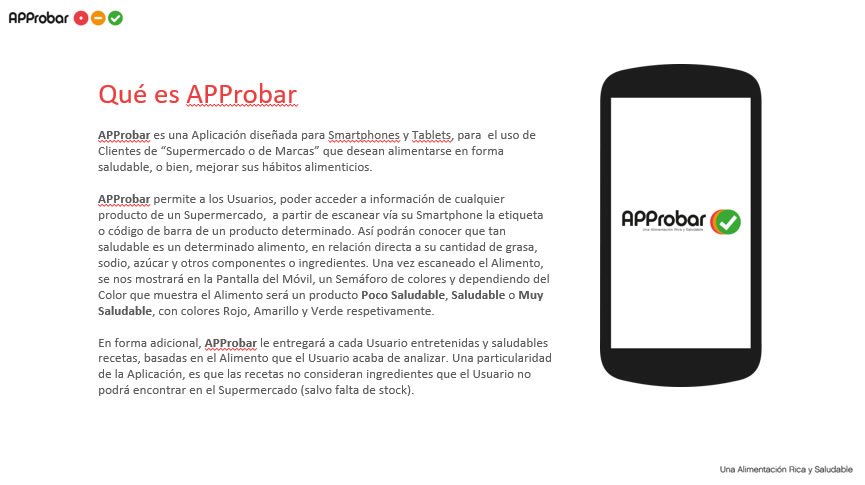 APProbar
Qué es APProbar
APProbar es una Aplicación diseñada para Smartphones y Tablets, para el uso de
Clientes de “Supermercado o de Marcas” que desean alimentarse en forma
saludable, o bien, mejorar sus hábitos alimenticios.
APProbar permite a los Usuarios, poder acceder a información de cualquier
producto de un Supermercado, a partir de escanear vía su Smartphone la etiqueta
o código de barra de un producto determinado. Así podrán conocer que tan
saludable es un determinado alimento, en relación directa a su cantidad de grasa,
sodio, azúcar y otros componentes o ingredientes. Una vez escaneado el Alimento,
se nos mostrará en la Pantalla del Móvil, un Semáforo de colores y dependiendo del
Color que muestra el Alimento será un producto Poco Saludable, Saludable o Muy
Saludable, con colores Rojo, Amarillo y Verde respetivamente.
En forma adicional, APProbar le entregará a cada Usuario entretenidas y saludables
recetas, basadas en el Alimento que el Usuario acaba de analizar. Una particularidad
de la Aplicación, es que las recetas no consideran ingredientes que el Usuario no
podrá encontrar en el Supermercado (salvo falta de stock).
APProbar
Una Alimentación Rica y Saludable
Una Alimentación Rica y Saludable